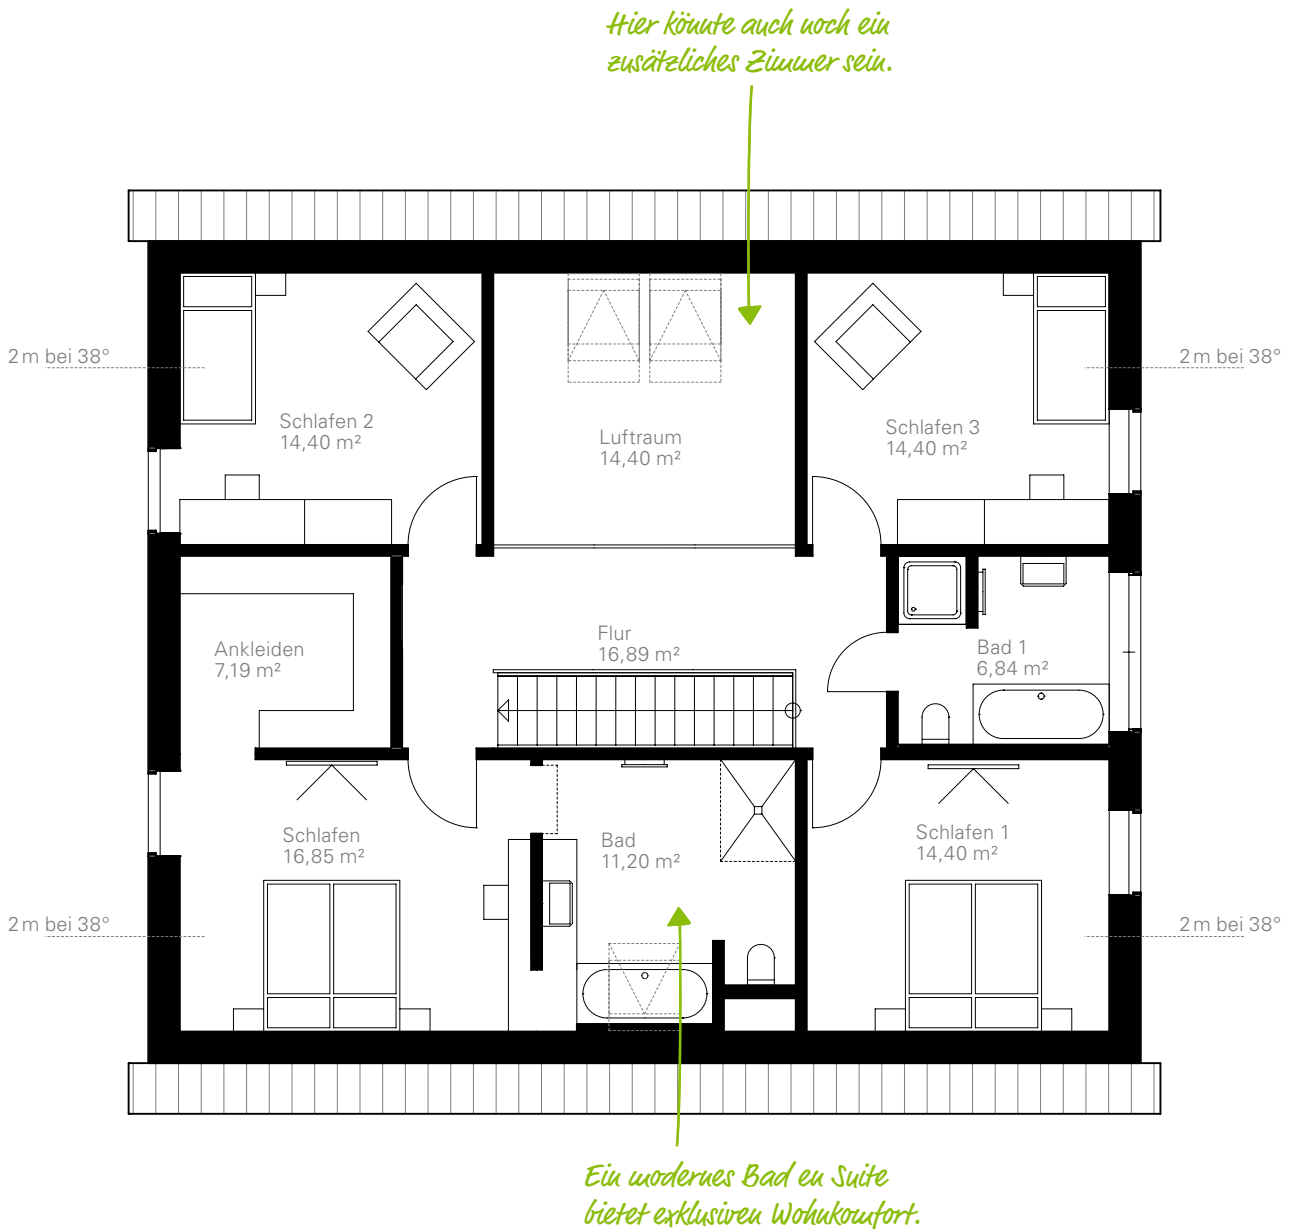 Hier könnte auch noch ein
zusätzliches Zimmer sein.
2 m bei 38°
2 m bei 38°
Schlafen 2
14,40 m²
Luftraum
14,40 m²
Schlafen 3
14,40 m²
Ankleiden
7,19 m²
Flur
16,89 m²
Bad 1
6,84 m²
Schlafen
16,85 m²
Bad
11,20 m²
Schlafen 1
14,40 m²
2 m bei 38°
2 m bei 38°
Ein modernes Bad en Suite
bietet exklusiven Wohnkomfort.